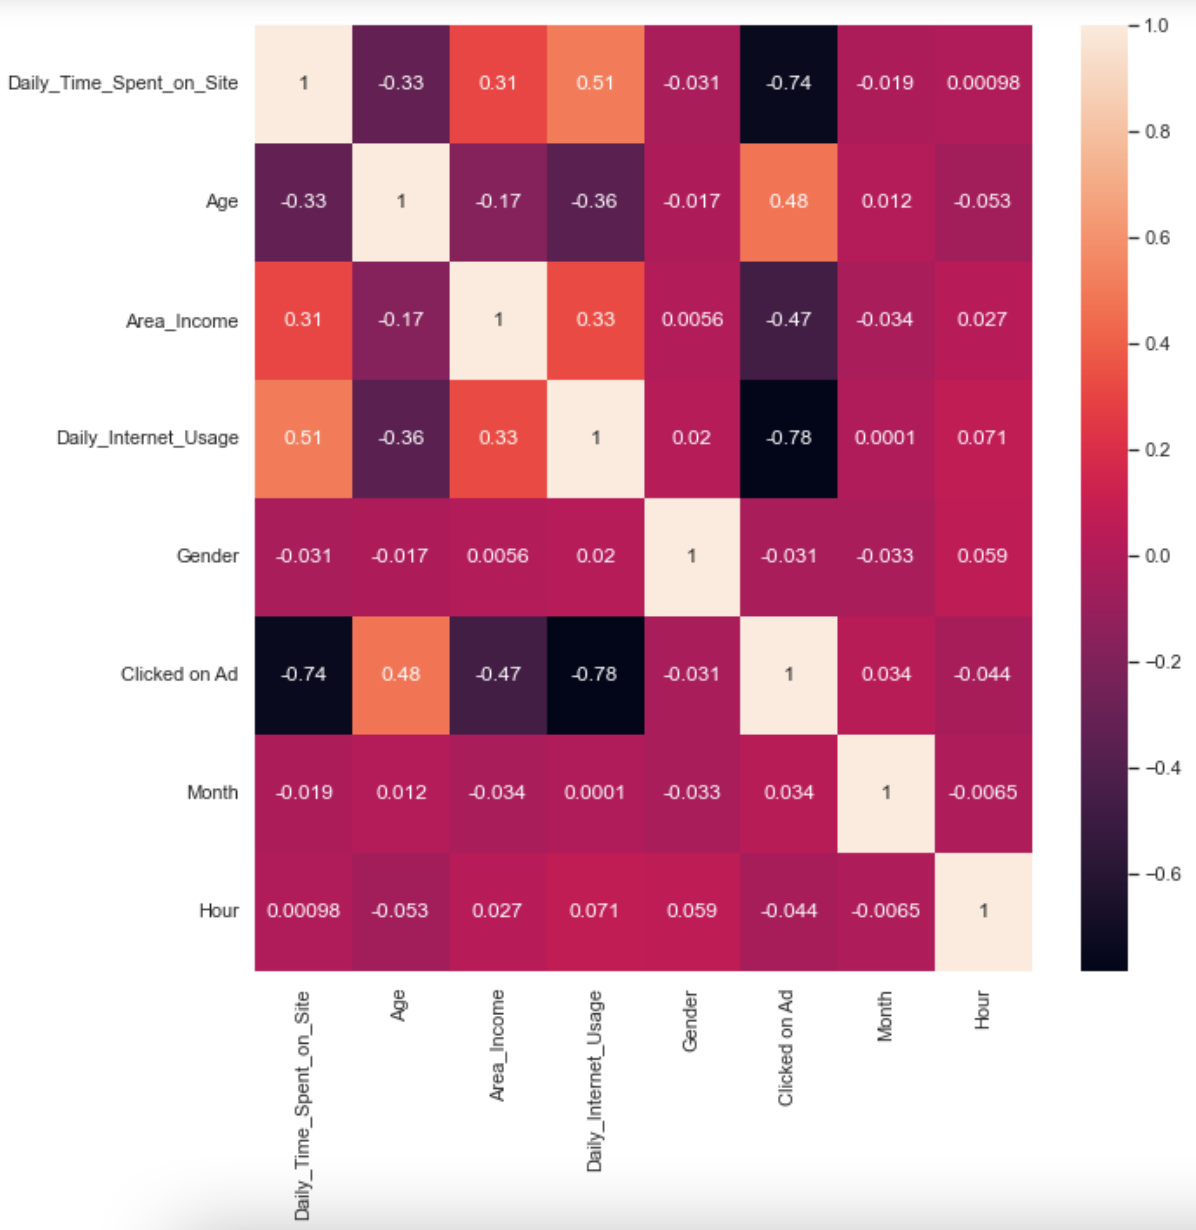 Daily_Time_Spent_on_Site 1 -0.33 0.31 0.51 -0.031 -0.74 -0.019 0.00098
Age -0.33 1 -0.17 -0.36 -0.017 0.48 0.012 -0.053
Area_Income 0.31 -0.17 1 0.33 0.0056 -0.47 -0.034 0.027
Daily_Internet_Usage 0.51 -0.36 0.33 1 0.02 -0.78 0.0001 0.071
Gender -0.031 -0.017 0.0056 0.02 1 -0.031 -0.033 0.059
Clicked on Ad -0.74 0.48 -0.47 -0.78 -0.031 1 0.034 -0.044
Month -0.019 0.012 -0.034 0.0001 -0.033 0.034 1 -0.0065
Hour 0.00098 -0.053 0.027 0.071 0.059 -0.044 -0.0065 1
Daily_Time_Spent_on_Site
Age
Area_Income
Daily_Internet_Usage
Gender
Clicked on Ad
Month
Hour
1.0
0.8
0.6
0.4
0.2
0.0
−0.2
−0.4
−0.6